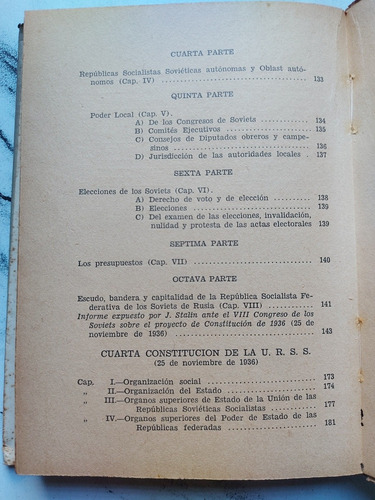 CUARTA PARTE
Repúblicas Socialistas Soviéticas autónomas y Oblast autó-
nomos (Cap. IV) .................... 133
QUINTA PARTE
Poder Local (Cap. V).
A) De los Congresos de Soviets ........... 134
B) Comités Ejecutivos .................... 135
C) Consejos de Diputados obreros y campe-
sinos .................... 136
D) Jurisdicción de las autoridades locales . 137
SEXTA PARTE
Elecciones de los Soviets (Cap. VI).
A) Derecho de voto y de elección ........ 138
B) Elecciones .................... 139
C) Del examen de las elecciones, invalidación,
nulidad y protesta de las actas electorales 139
SEPTIMA PARTE
Los presupuestos (Cap. VII) .................... 140
OCTAVA PARTE
Escudo, bandera y capitalidad de la República Socialista Fe-
derativa de los Soviets de Rusia (Cap. VIII) ........ 141
Informe expuesto por J. Stalin ante el VIII Congreso de los
Soviets sobre el proyecto de Constitución de 1936 (25 de
noviembre de 1936) .................... 143
CUARTA CONSTITUCION DE LA U. R. S. S.
(25 de noviembre de 1936)
Cap. I.—Organización social .................... 173
„ II.—Organización del Estado .................... 174
„ III.—Organos superiores de Estado de la Unión de las
Repúblicas Soviéticas Socialistas ............ 177
„ IV.—Organos superiores del Poder de Estado de las
Repúblicas federadas .................... 181